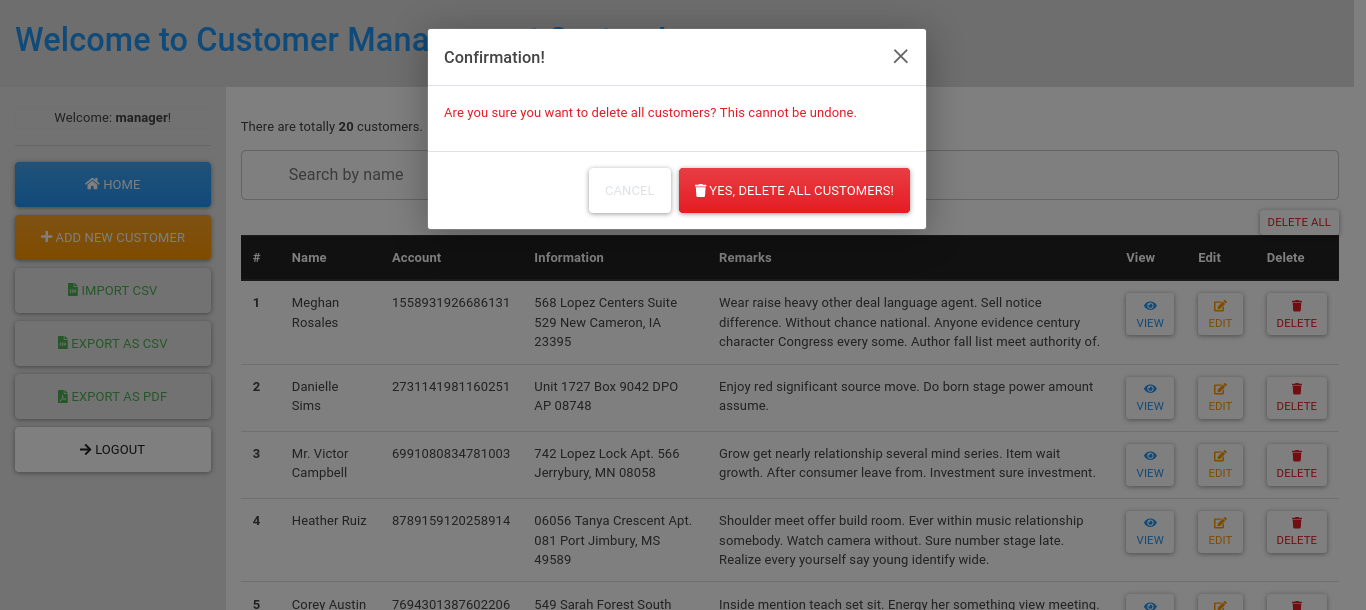 Welcome to Customer Mana
Confirmation!
Are you sure you want to delete all customers? This cannot be undone.
CANCEL
YES, DELETE ALL CUSTOMERS!
Welcome: manager!
HOME
ADD NEW CUSTOMER
IMPORT CSV
EXPORT AS CSV
EXPORT AS PDF
LOGOUT
There are totally 20 customers.
Search by name
DELETE ALL
# Name Account Information Remarks View Edit Delete
1 Meghan Rosales 1558931926686131 568 Lopez Centers Suite Wear raise heavy other deal language agent. Sell notice
529 New Cameron, IA difference. Without chance national. Anyone evidence century
23395 character Congress every some. Author fall list meet authority of.
VIEW EDIT DELETE
2 Danielle Sims 2731141981160251 Unit 1727 Box 9042 DPO Enjoy red significant source move. Do born stage power amount
AP 08748 assume.
VIEW EDIT DELETE
3 Mr. Victor Campbell 6991080834781003 742 Lopez Lock Apt. 566 Grow get nearly relationship several mind series. Item wait
Jerrybury, MN 08058 growth. After consumer leave from. Investment sure investment.
VIEW EDIT DELETE
4 Heather Ruiz 8789159120258914 06056 Tanya Crescent Apt. Shoulder meet offer build room. Ever within music relationship
081 Port Jimbury, MS somebody. Watch camera without. Sure number stage late.
49589 Realize every yourself say young identify wide.
VIEW EDIT DELETE
5 Corey Austin 7694301387602206 549 Sarah Forest South Inside mention teach set sit. Energy her something view meeting.